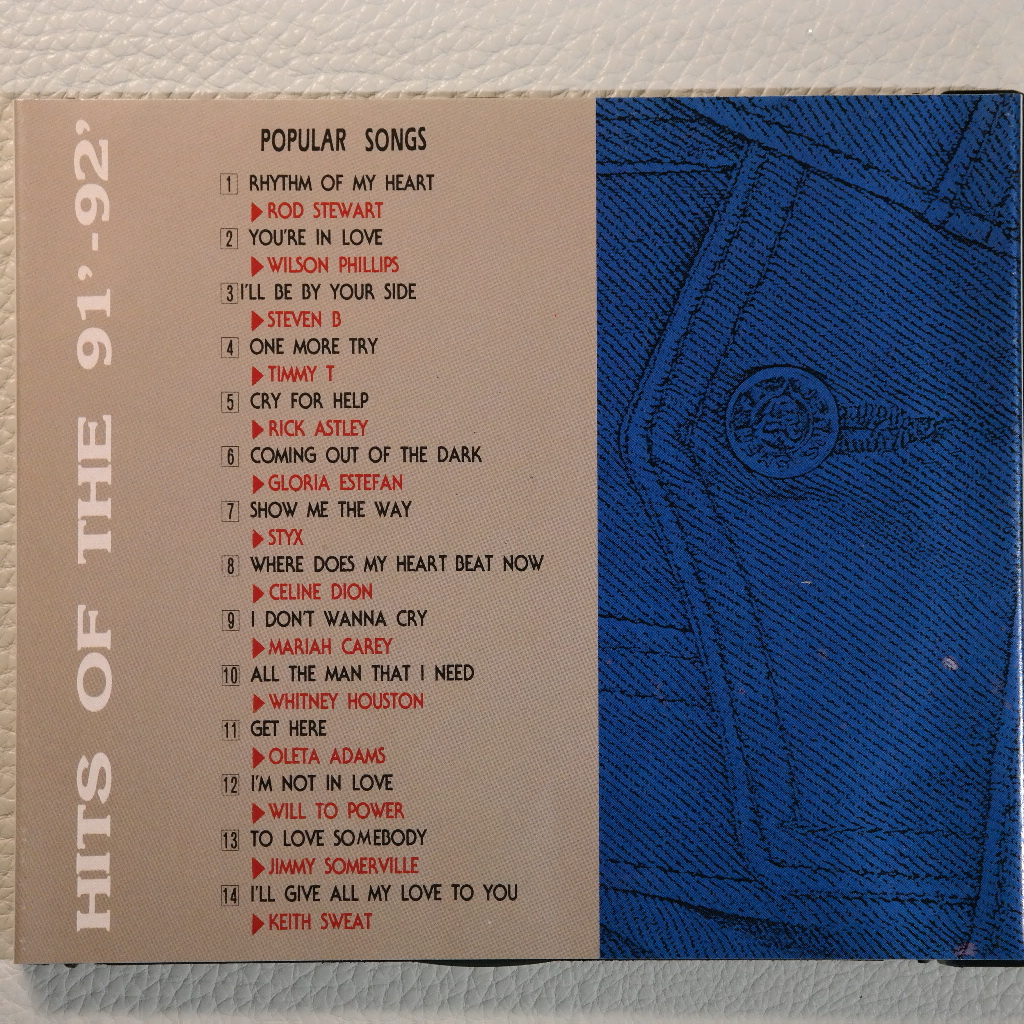 HITS OF THE 91'-92'
POPULAR SONGS
1 RHYTHM OF MY HEART
ROD STEWART
2 YOU'RE IN LOVE
WILSON PHILLIPS
3 I'LL BE BY YOUR SIDE
STEVEN B
4 ONE MORE TRY
TIMMY T
5 CRY FOR HELP
RICK ASTLEY
6 COMING OUT OF THE DARK
GLORIA ESTEFAN
7 SHOW ME THE WAY
STYX
8 WHERE DOES MY HEART BEAT NOW
CELINE DION
9 I DON'T WANNA CRY
MARIAH CAREY
10 ALL THE MAN THAT I NEED
WHITNEY HOUSTON
11 GET HERE
OLETA ADAMS
12 I'M NOT IN LOVE
WILL TO POWER
13 TO LOVE SOMEBODY
JIMMY SOMERVILLE
14 I'LL GIVE ALL MY LOVE TO YOU
KEITH SWEAT